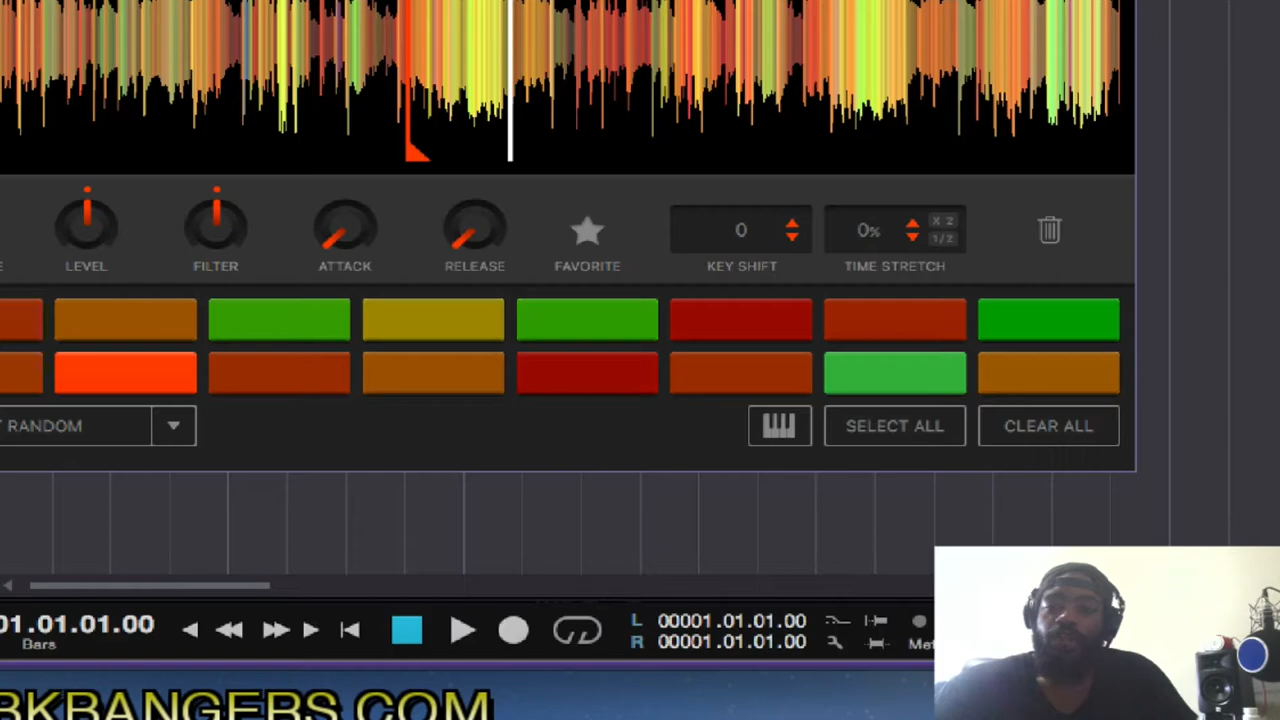 LEVEL
FILTER
ATTACK
RELEASE
FAVORITE
0
KEY SHIFT
0%
X 2
1/2
TIME STRETCH
RANDOM
SELECT ALL
CLEAR ALL
01.01.01.00
Bars
L 00001.01.01.00
R 00001.01.01.00
BKBANGERS.COM